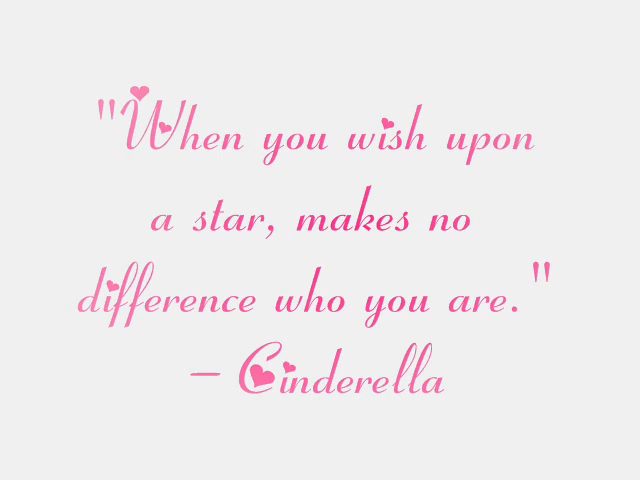 "When you wish upon
a star, makes no
difference who you are."
– Cinderella